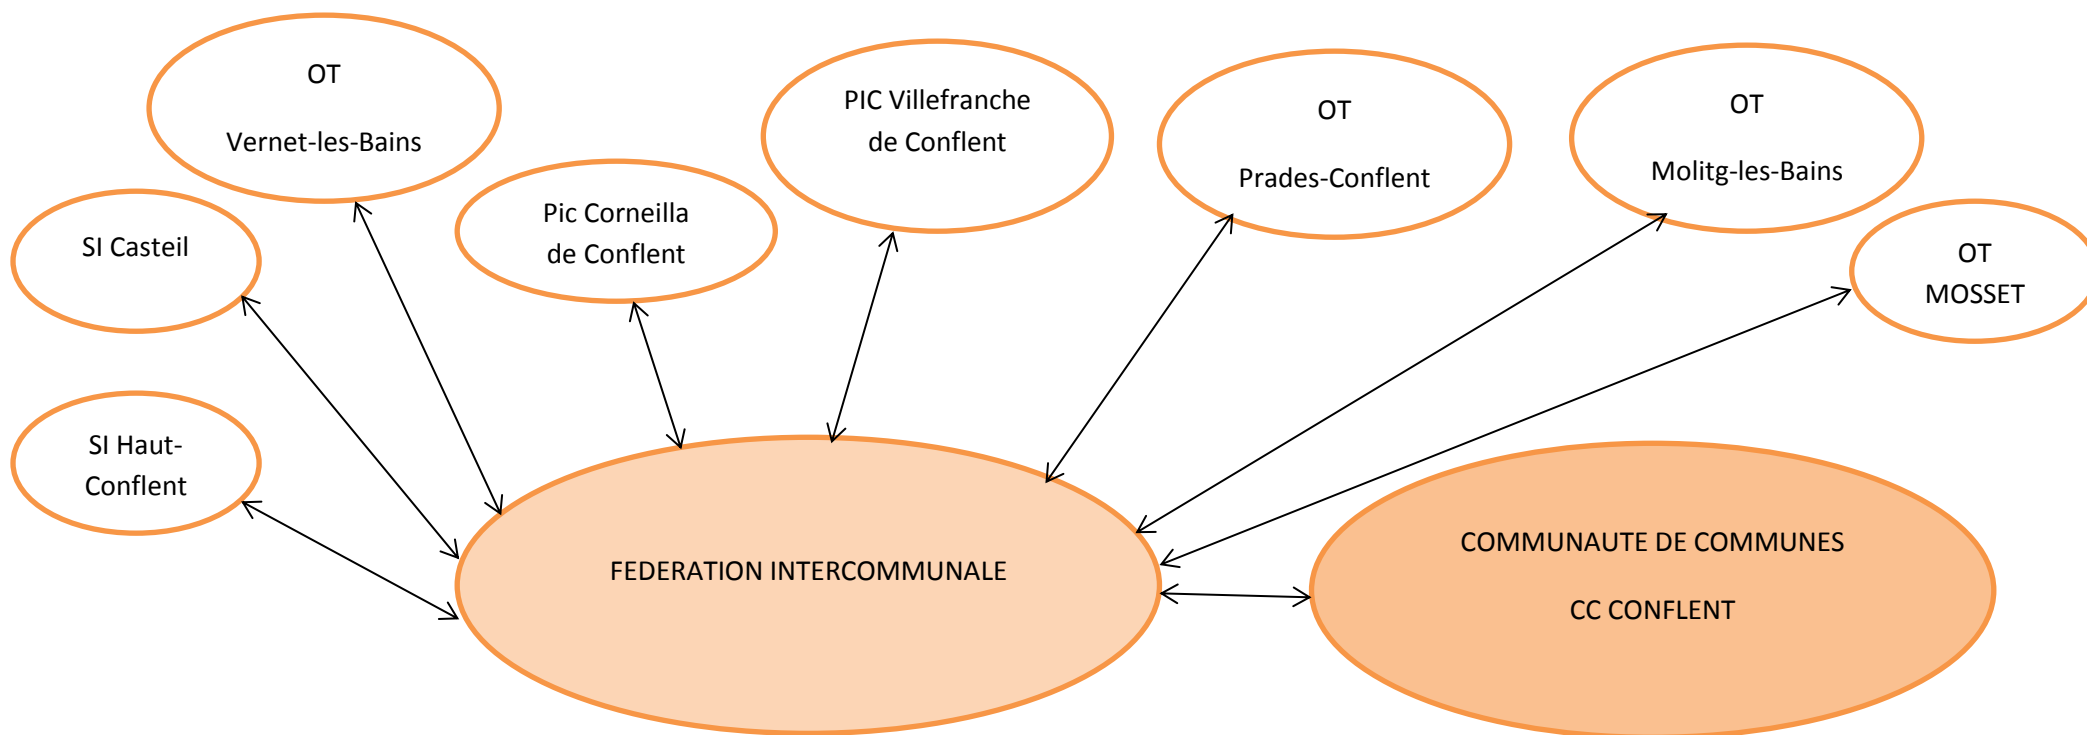 OT
Vernet-les-Bains
PIC Villefranche
de Conflent
OT
Prades-Conflent
OT
Molitg-les-Bains
SI Casteil
Pic Corneilla
de Conflent
OT
MOSSET
SI Haut-
Conflent
FEDERATION INTERCOMMUNALE
COMMUNAUTE DE COMMUNES
CC CONFLENT